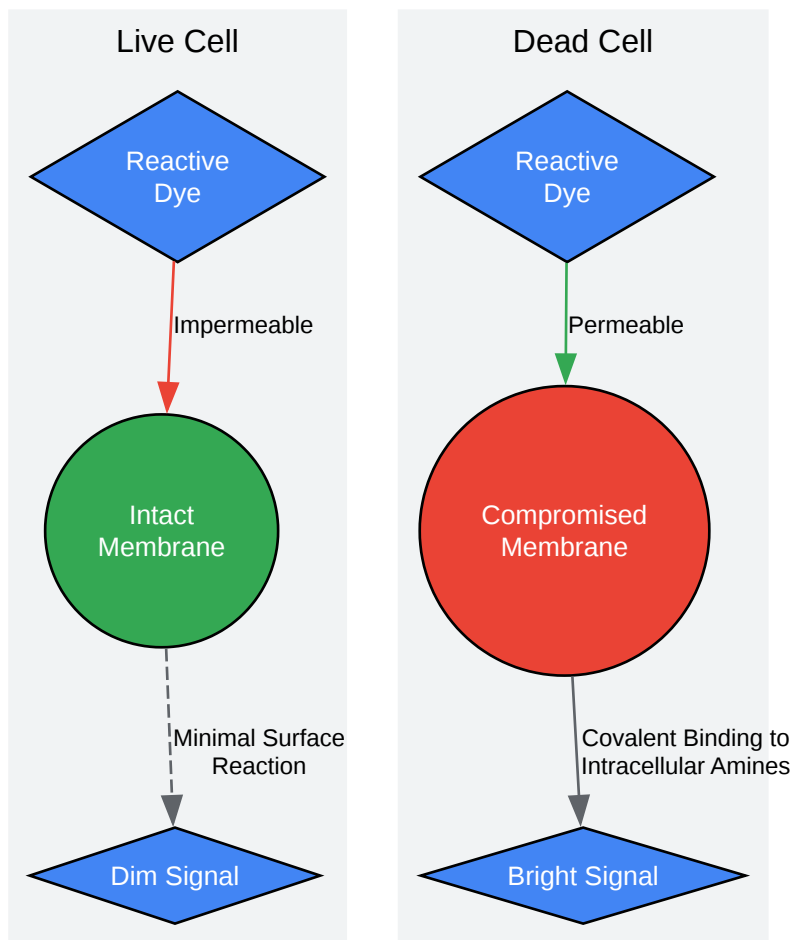 Live Cell
Reactive
Dye
Impermeable
Intact
Membrane
Minimal Surface
Reaction
Dim Signal
Dead Cell
Reactive
Dye
Permeable
Compromised
Membrane
Covalent Binding to
Intracellular Amines
Bright Signal